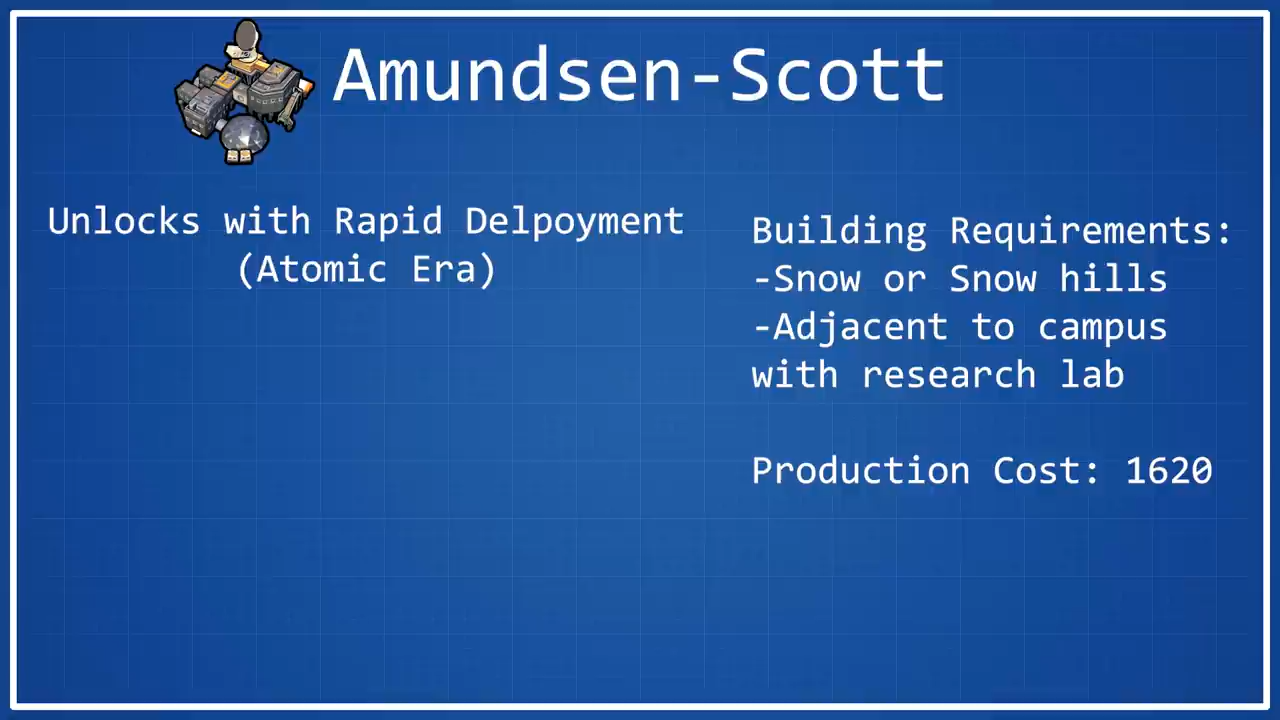 Amundsen-Scott
Unlocks with Rapid Delpoyment
(Atomic Era)
Building Requirements:
-Snow or Snow hills
-Adjacent to campus
with research lab
Production Cost: 1620